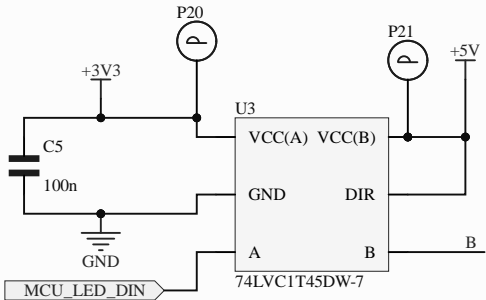 P20
P21
+3V3
+5V
U3
VCC(A) VCC(B)
C5
100n
GND DIR
GND
A B
B
MCU_LED_DIN
74LVC1T45DW-7